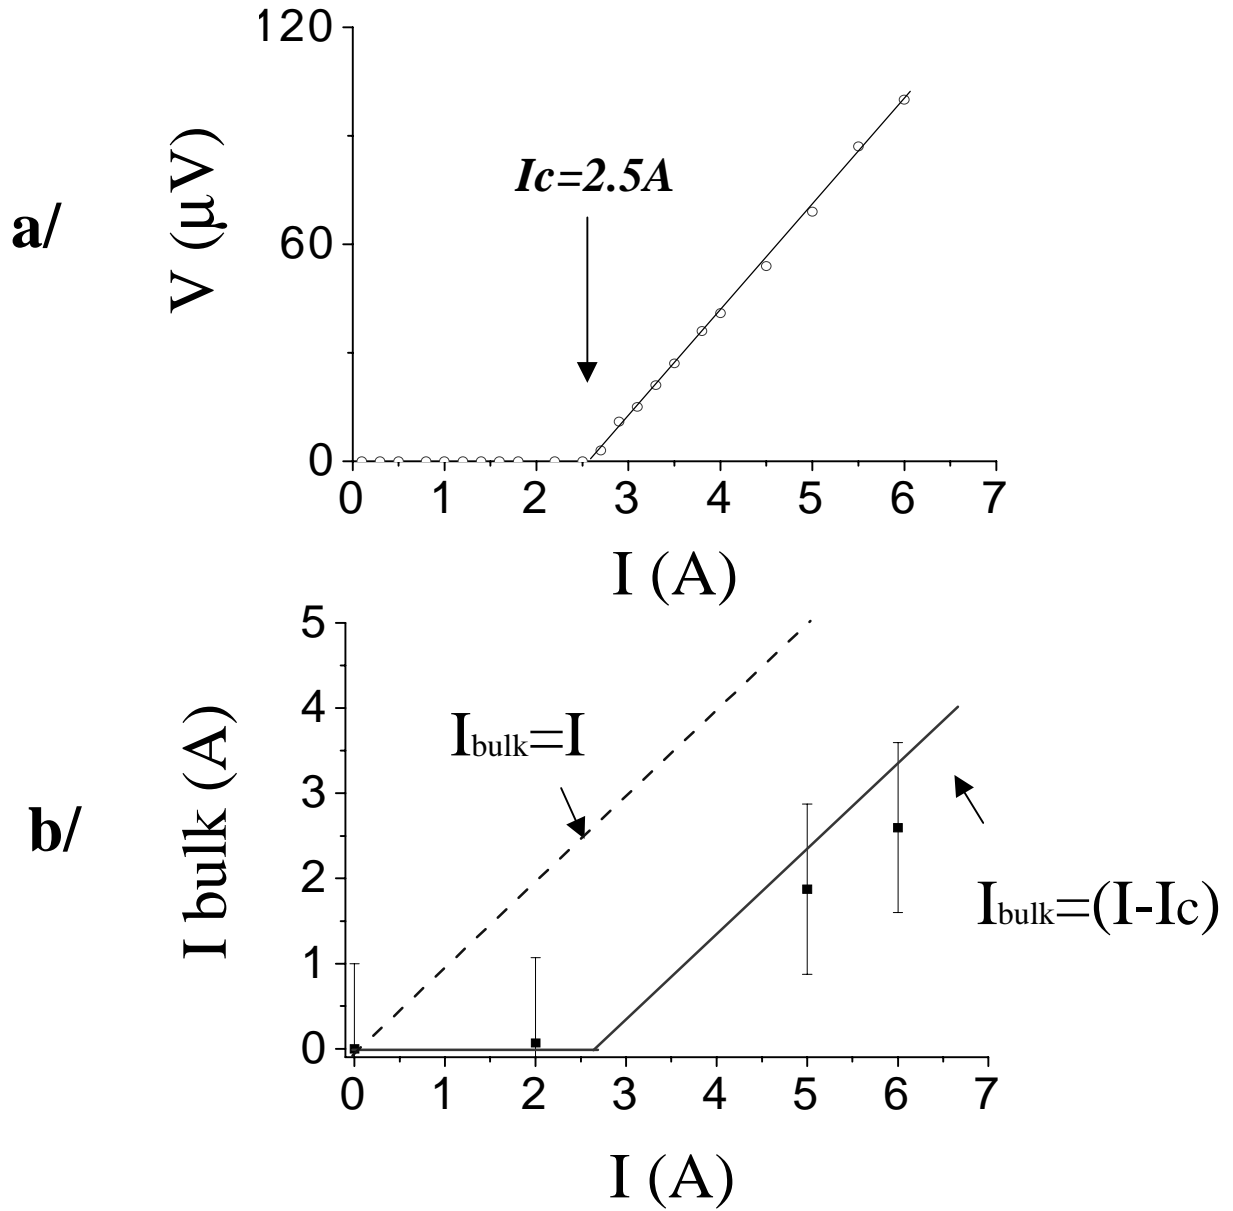 a/
V (μV)
120
60
0
Ic=2.5A
0 1 2 3 4 5 6 7
I (A)
b/
I bulk (A)
5
4
3
2
1
0
Ibulk=I
Ibulk=(I-Ic)
0 1 2 3 4 5 6 7
I (A)